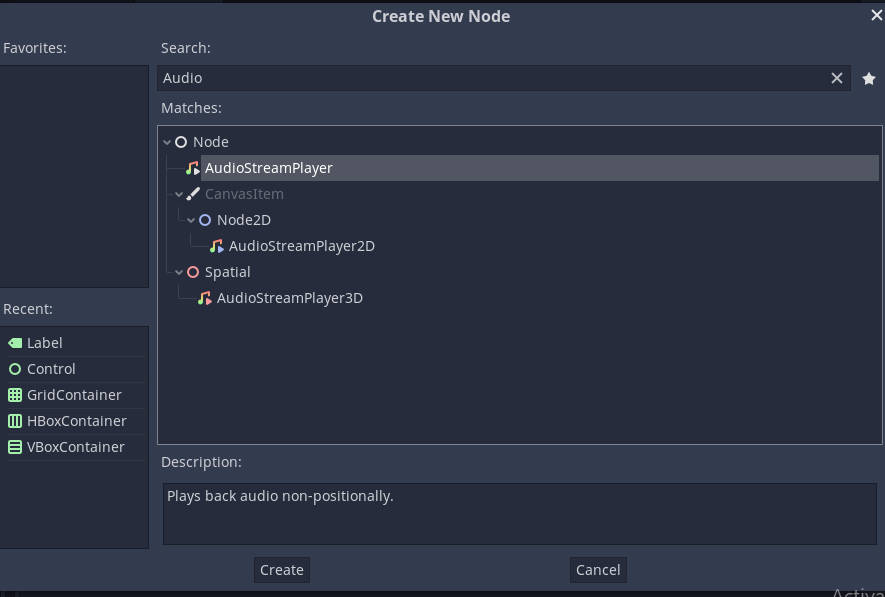 Create New Node
Favorites:
Search:
Audio
Matches:
Node
AudioStreamPlayer
CanvasItem
Node2D
AudioStreamPlayer2D
Spatial
AudioStreamPlayer3D
Recent:
Label
Control
GridContainer
HBoxContainer
VBoxContainer
Description:
Plays back audio non-positionally.
Create
Cancel